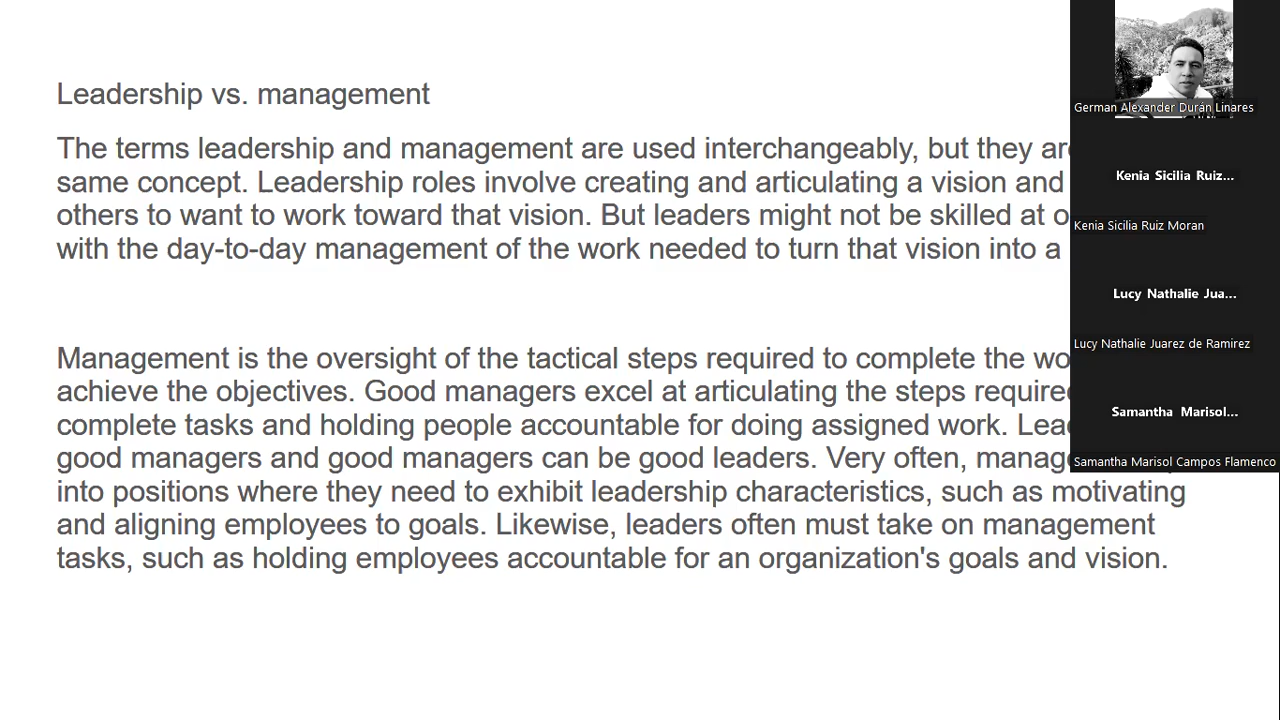 Leadership vs. management
The terms leadership and management are used interchangeably, but they
same concept. Leadership roles involve creating and articulating a vision and
others to want to work toward that vision. But leaders might not be skilled at
with the day-to-day management of the work needed to turn that vision into a
Management is the oversight of the tactical steps required to complete the
achieve the objectives. Good managers excel at articulating the steps
complete tasks and holding people accountable for doing assigned work.
good managers and good managers can be good leaders. Very often,
into positions where they need to exhibit leadership characteristics, such as motivating
and aligning employees to goals. Likewise, leaders often must take on management
tasks, such as holding employees accountable for an organization's goals and vision.
German Alexander Durán Linares
Kenia Sicilia Ruiz...
Kenia Sicilia Ruiz Moran
Lucy Nathalie Jua...
Lucy Nathalie Juarez de Ramirez
Samantha Marisol...
Samantha Marisol Campos Flamenco